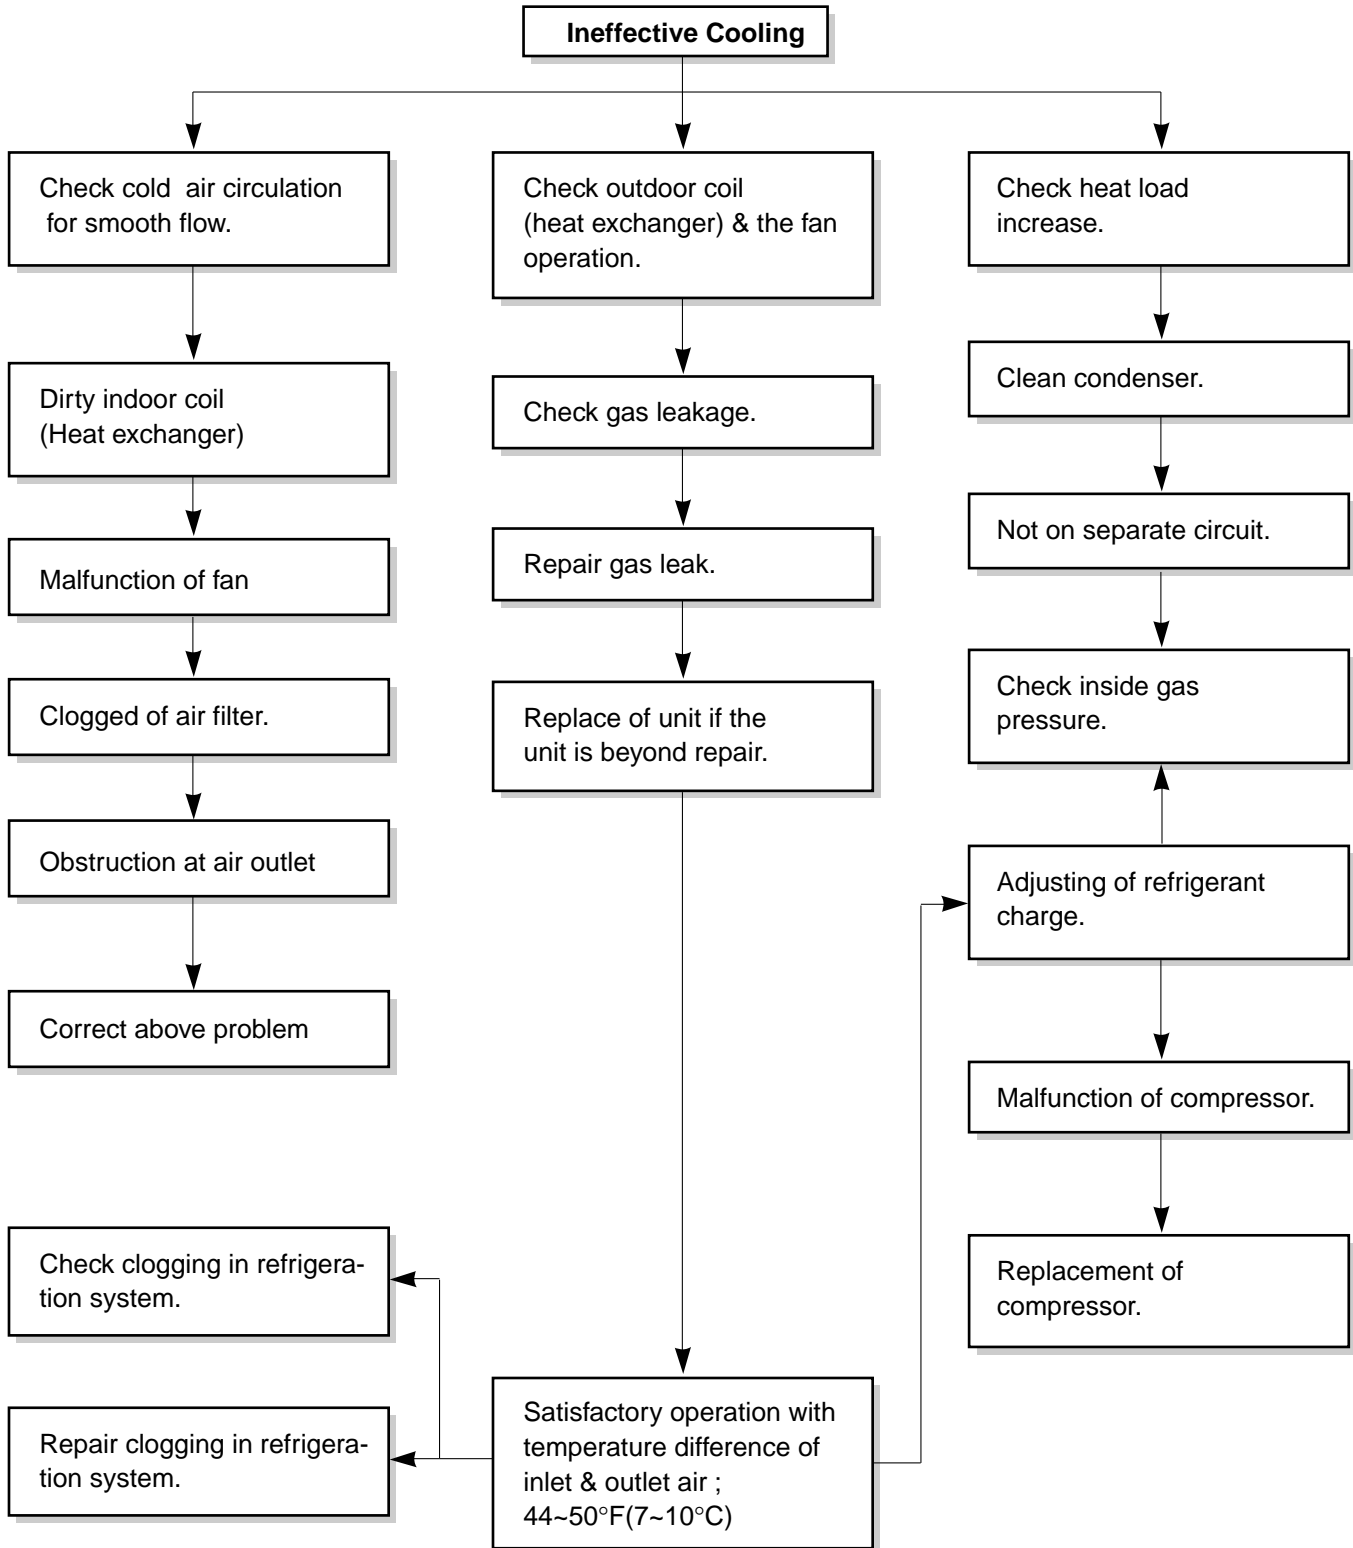 Ineffective Cooling
Check cold air circulation
for smooth flow.
Dirty indoor coil
(Heat exchanger)
Malfunction of fan
Clogged of air filter.
Obstruction at air outlet
Correct above problem
Check clogging in refrigera-
tion system.
Repair clogging in refrigera-
tion system.
Check outdoor coil
(heat exchanger) & the fan
operation.
Check gas leakage.
Repair gas leak.
Replace of unit if the
unit is beyond repair.
Satisfactory operation with
temperature difference of
inlet & outlet air ;
44~50°F(7~10°C)
Check heat load
increase.
Clean condenser.
Not on separate circuit.
Check inside gas
pressure.
Adjusting of refrigerant
charge.
Malfunction of compressor.
Replacement of
compressor.